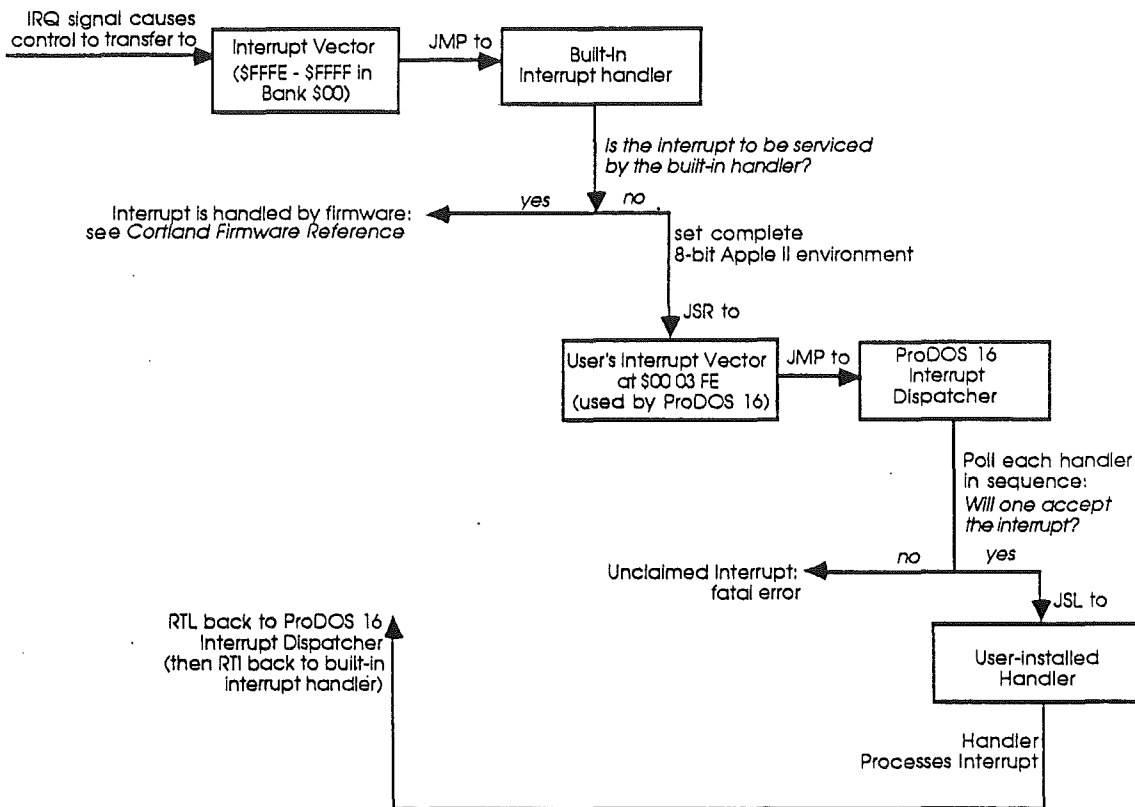 IRQ signal causes
control to transfer to
Interrupt Vector
($FFFE - $FFFF in
Bank $00)
JMP to
Built-In
Interrupt handler
Is the interrupt to be serviced
by the built-in handler?
yes
no
Interrupt is handled by firmware:
see Cortland Firmware Reference
set complete
8-bit Apple II environment
JSR to
User's Interrupt Vector
at $00 03 FE
(used by ProDOS 16)
JMP to
ProDOS 16
Interrupt
Dispatcher
Poll each handler
in sequence:
Will one accept
the interrupt?
no
yes
Unclaimed Interrupt:
fatal error
JSL to
RTL back to ProDOS 16
Interrupt Dispatcher
(then RTI back to built-in
interrupt handler)
User-installed
Handler
Handler
Processes Interrupt